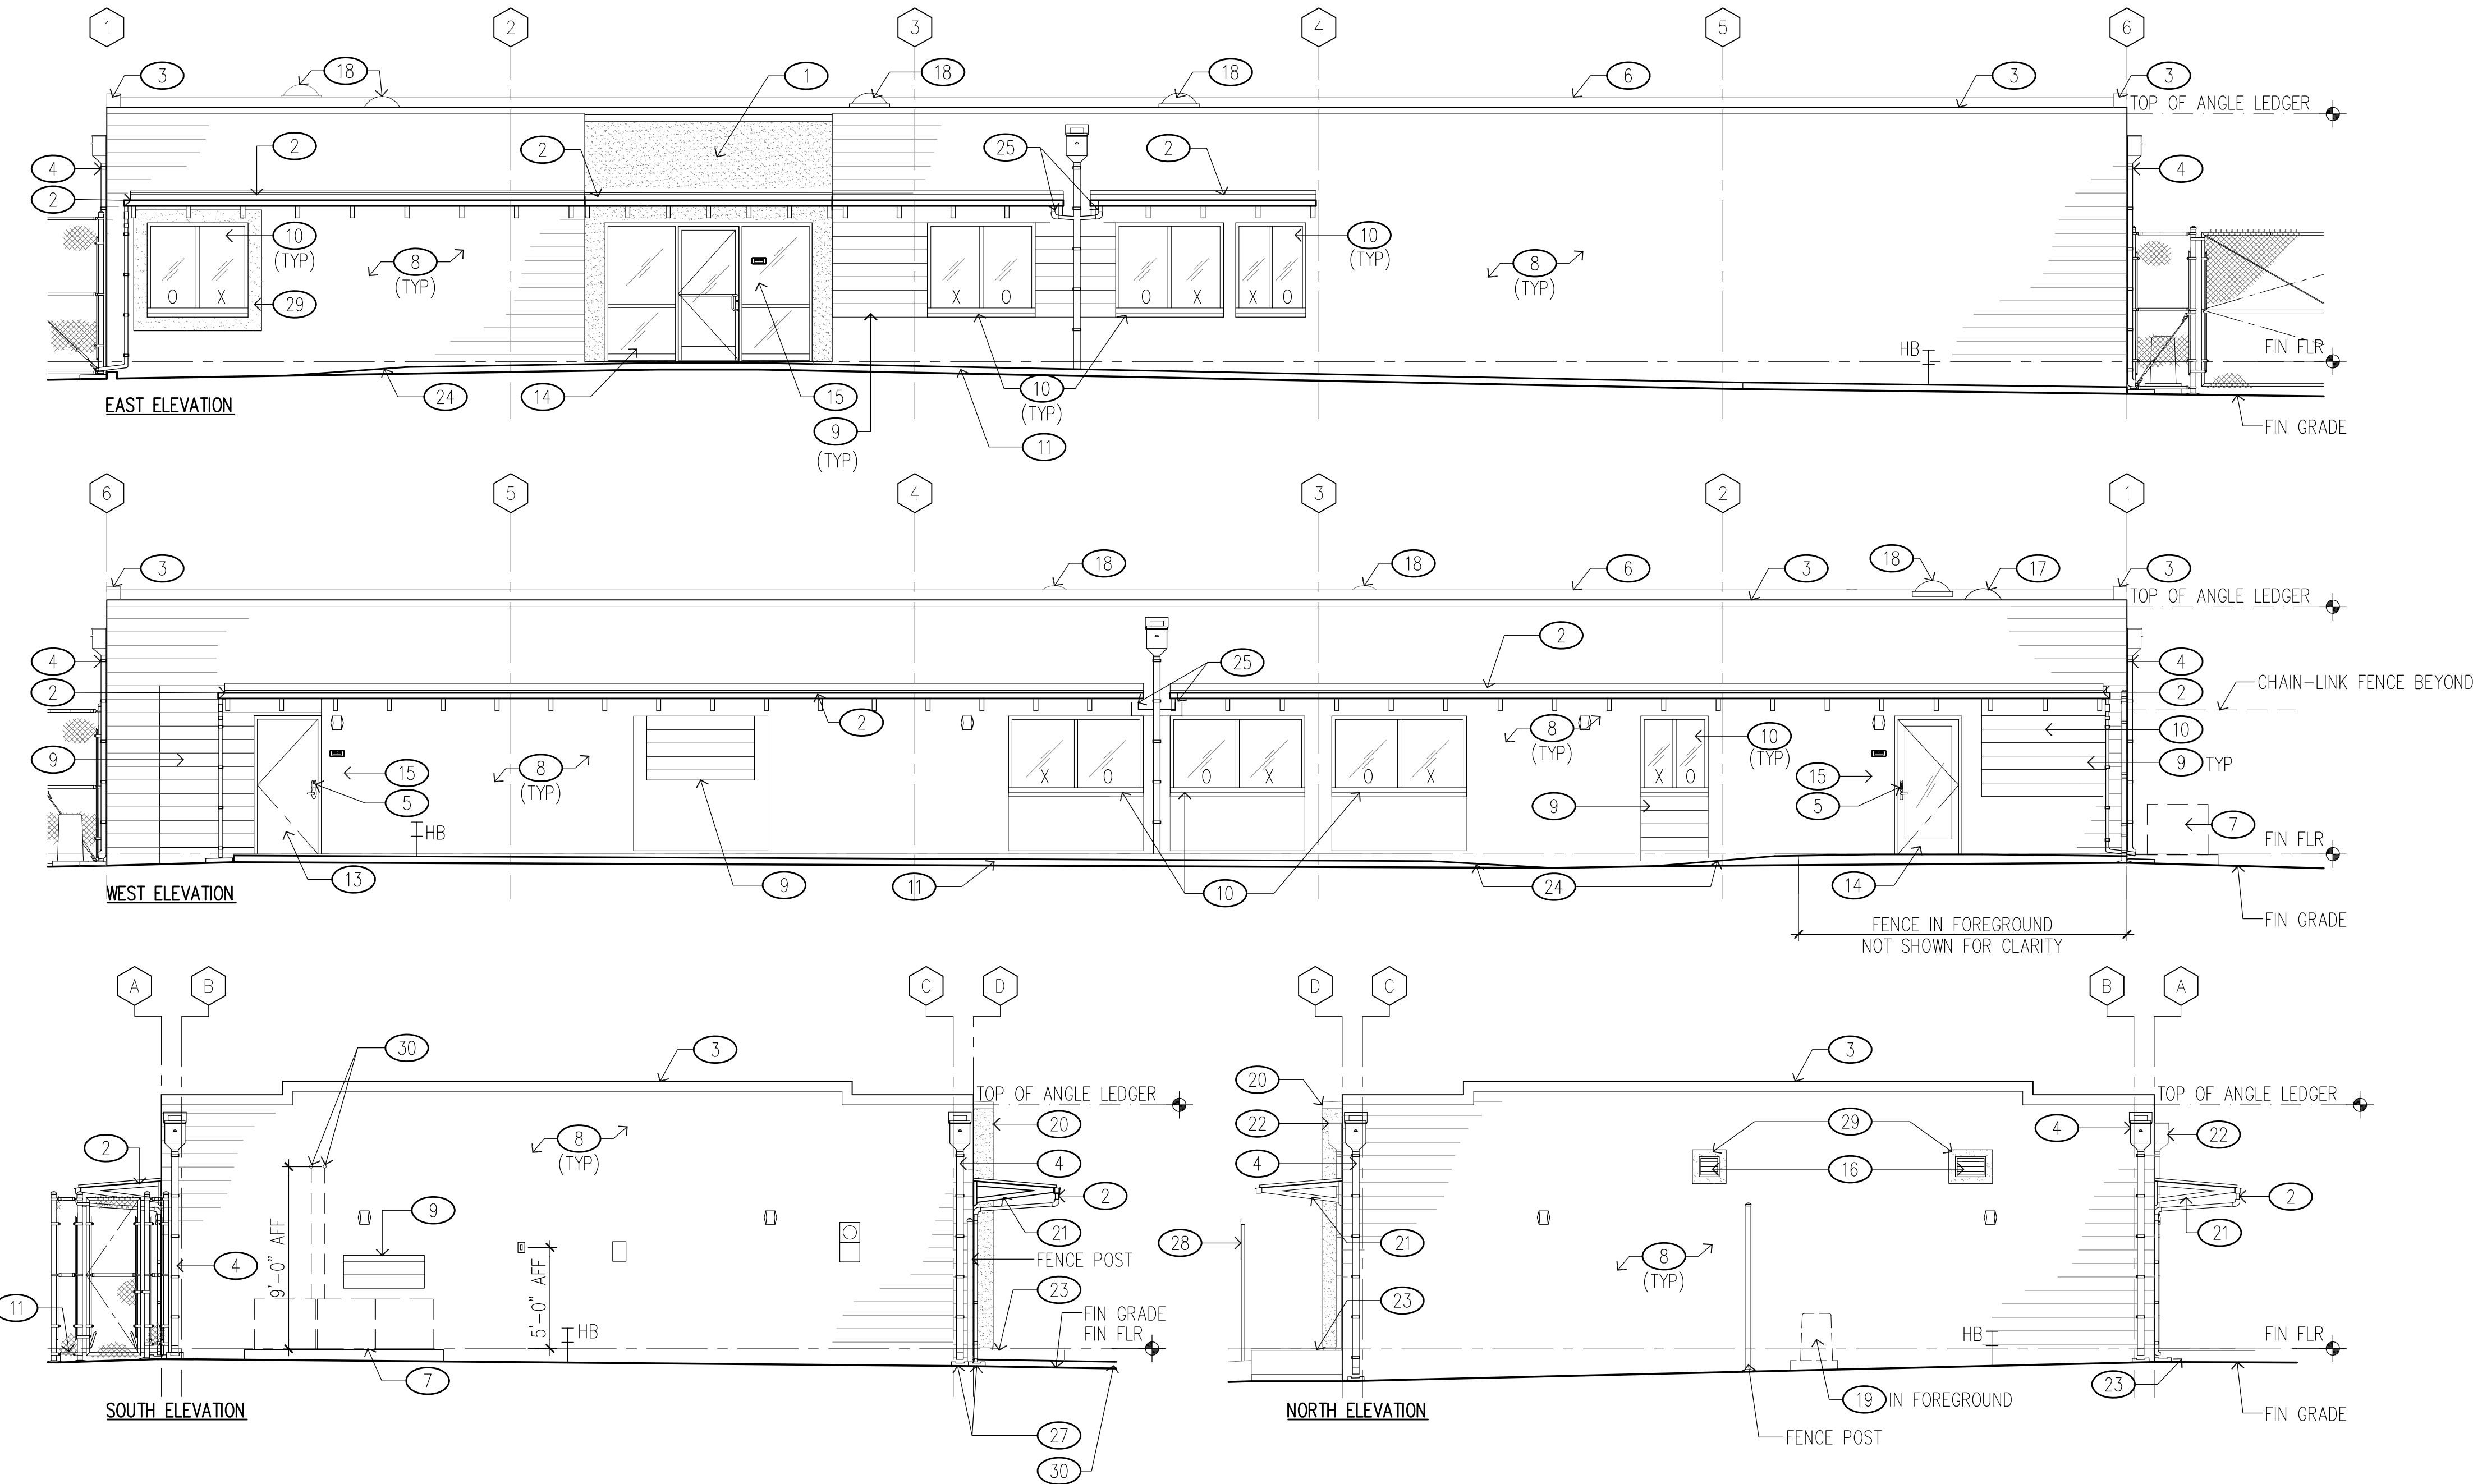 1 2 3 4 5 6
3 18 1 18 18 6 3 3
TOP OF ANGLE LEDGER
4 2 2 25 2 4
2
10 (TYP) 8 (TYP) 10 (TYP) 8 (TYP)
O X X O O X X O
29
HB FIN FLR
24 14 15 10 (TYP)
EAST ELEVATION
9 (TYP) 11
FIN GRADE
6 5 4 3 2 1
3 18 18 6 3 18 17 3
TOP OF ANGLE LEDGER
4 25 2 4
2 2 2
CHAIN-LINK FENCE BEYOND
9 15 8 (TYP) 8 (TYP) 10 (TYP) 15 10
9 TYP
X O O X O X X O
5 9 5
HB 7
FIN FLR
13 9 11 10 24 14
WEST ELEVATION
FIN GRADE
FENCE IN FOREGROUND
NOT SHOWN FOR CLARITY
A B C D
30 3
TOP OF ANGLE LEDGER
2 8 (TYP) 20
4
9 2
21
9'-0" AFF
FENCE POST
4 5'-0" AFF
23
11 HB
FIN GRADE
FIN FLR
7
SOUTH ELEVATION
27
30
D C B A
3
20 TOP OF ANGLE LEDGER
22 29 4 22
4 16
2
28 21 8 (TYP) 21
23
HB FIN FLR
19 IN FOREGROUND 23
NORTH ELEVATION
FIN GRADE
FENCE POST